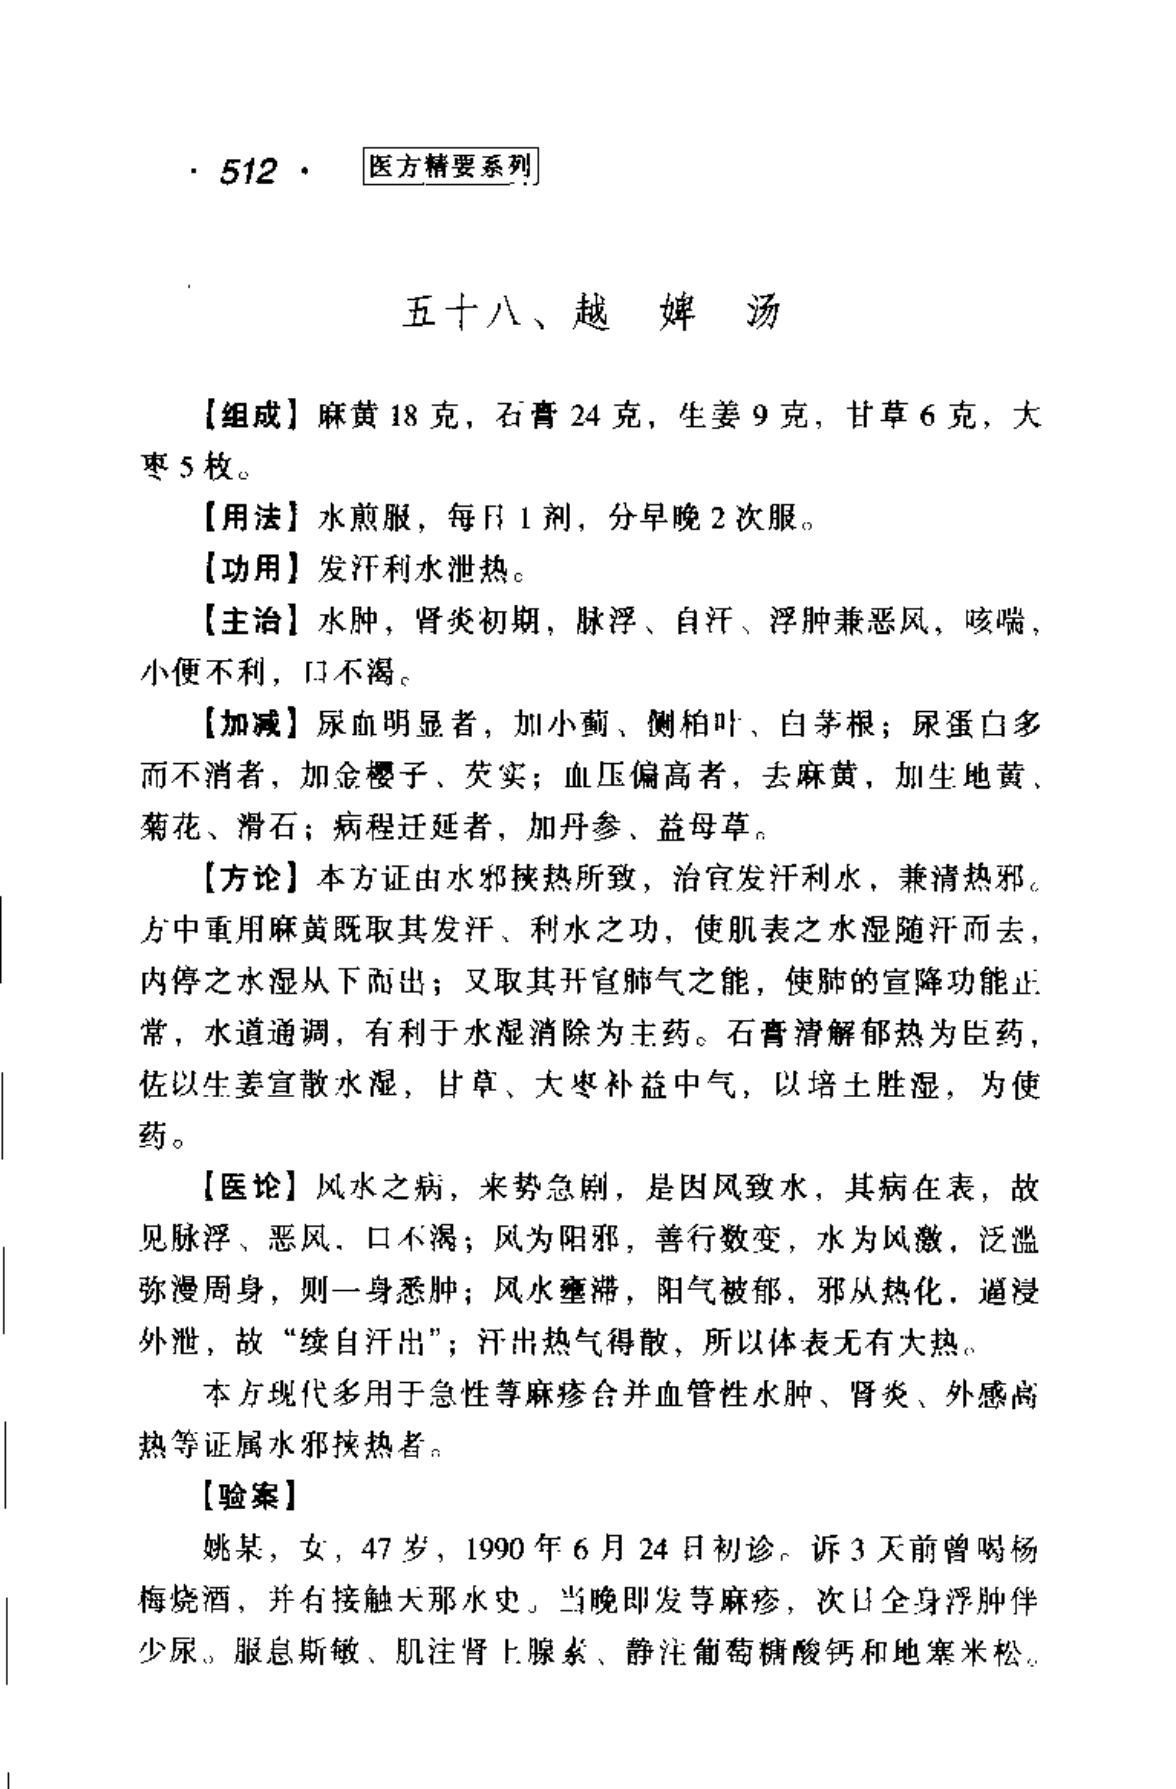 · 512 · 医方精要系列
五十八、越 婢 汤
【组成】麻黄 18 克，石膏 24 克，生姜 9 克，甘草 6 克，大
枣 5 枚。
【用法】水煎服，每日 1 剂，分早晚 2 次服。
【功用】发汗利水泄热。
【主治】水肿，肾炎初期，脉浮、自汗、浮肿兼恶风，咳喘，
小便不利，口不渴。
【加减】尿血明显者，加小蓟、侧柏叶、白茅根；尿蛋白多
而不消者，加金樱子、芡实；血压偏高者，去麻黄，加生地黄、
菊花、滑石；病程迁延者，加丹参、益母草。
【方论】本方证由水邪挟热所致，治宜发汗利水，兼清热邪。
方中重用麻黄既取其发汗、利水之功，使肌表之水湿随汗而去，
内停之水湿从下而出；又取其开宣肺气之能，使肺的宣降功能正
常，水道通调，有利于水湿消除为主药。石膏清解郁热为臣药，
佐以生姜宣散水湿，甘草、大枣补益中气，以培土胜湿，为使
药。
【医论】风水之病，来势急剧，是因风致水，其病在表，故
见脉浮、恶风、口不渴；风为阳邪，善行数变，水为风激，泛滥
弥漫周身，则一身悉肿；风水壅滞，阳气被郁，邪从热化，逼浸
外泄，故“续自汗出”；汗出热气得散，所以体表无有大热。
本方现代多用于急性荨麻疹合并血管性水肿、肾炎、外感高
热等证属水邪挟热者。
【验案】
姚某，女，47 岁，1990 年 6 月 24 日初诊。诉 3 天前曾喝杨
梅烧酒，并有接触天那水史。当晚即发荨麻疹，次日全身浮肿伴
少尿。服息斯敏、肌注肾上腺素、静注葡萄糖酸钙和地塞米松。